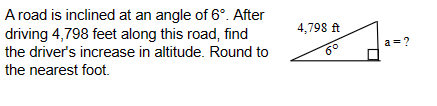 A road is inclined at an angle of 6°. After
driving 4,798 feet along this road, find
the driver's increase in altitude. Round to
the nearest foot.
4,798 ft
6°
a = ?